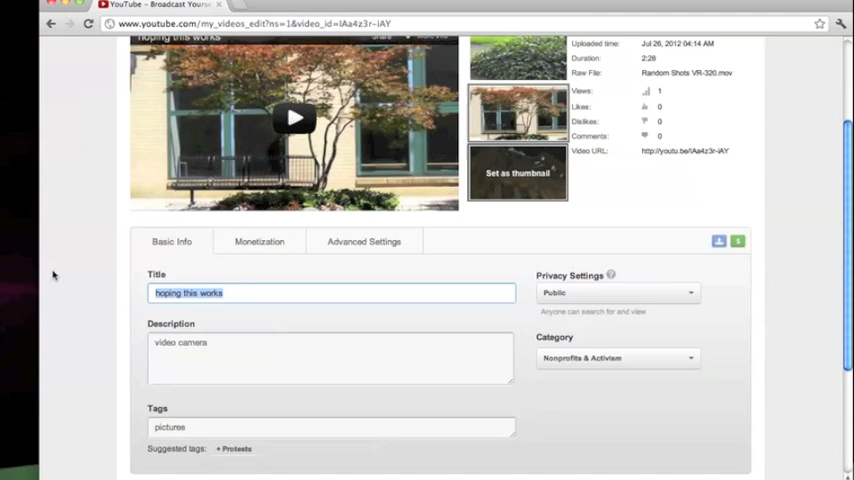 YouTube – Broadcast Yourse
www.youtube.com/my_videos_edit?ns=1&video_id=lAa4z3r-iAY
hoping this works
Share More info
Uploaded time: Jul 26, 2012 04:14 AM
Duration: 2:28
Raw File: Random Shots VR-320.mov
Views: 1
Likes: 0
Dislikes: 0
Comments: 0
Video URL: http://youtu.be/lAa4z3r-iAY
Set as thumbnail
Basic Info Monetization Advanced Settings $
Title
hoping this works
Privacy Settings ?
Public
Anyone can search for and view
Description
video camera
Category
Nonprofits & Activism
Tags
pictures
Suggested tags: + Protests